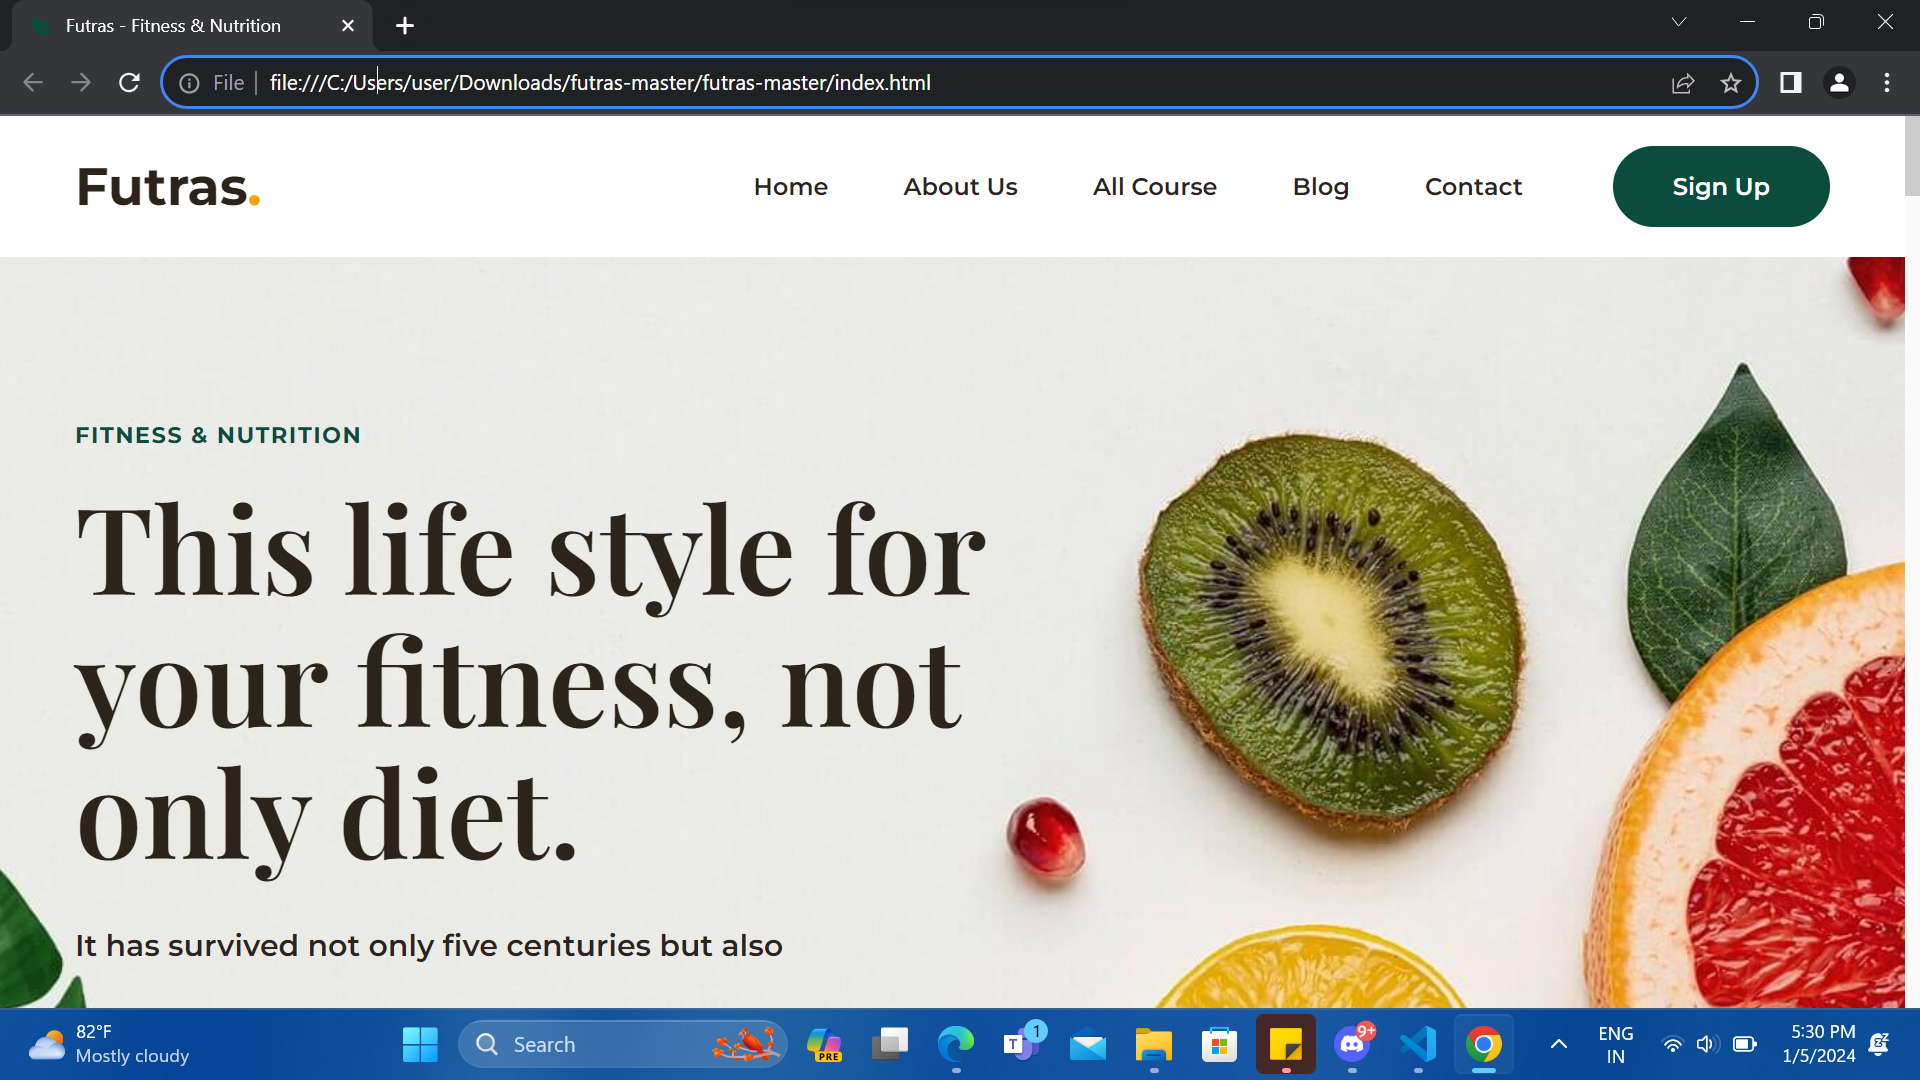 Futras - Fitness & Nutrition
File
file:///C:/Users/user/Downloads/futras-master/futras-master/index.html
Futras.
Home
About Us
All Course
Blog
Contact
Sign Up
FITNESS & NUTRITION
This life style for
your fitness, not
only diet.
It has survived not only five centuries but also
82°F
Mostly cloudy
Search
PRE
T
1
9+
ENG
IN
5:30 PM
1/5/2024